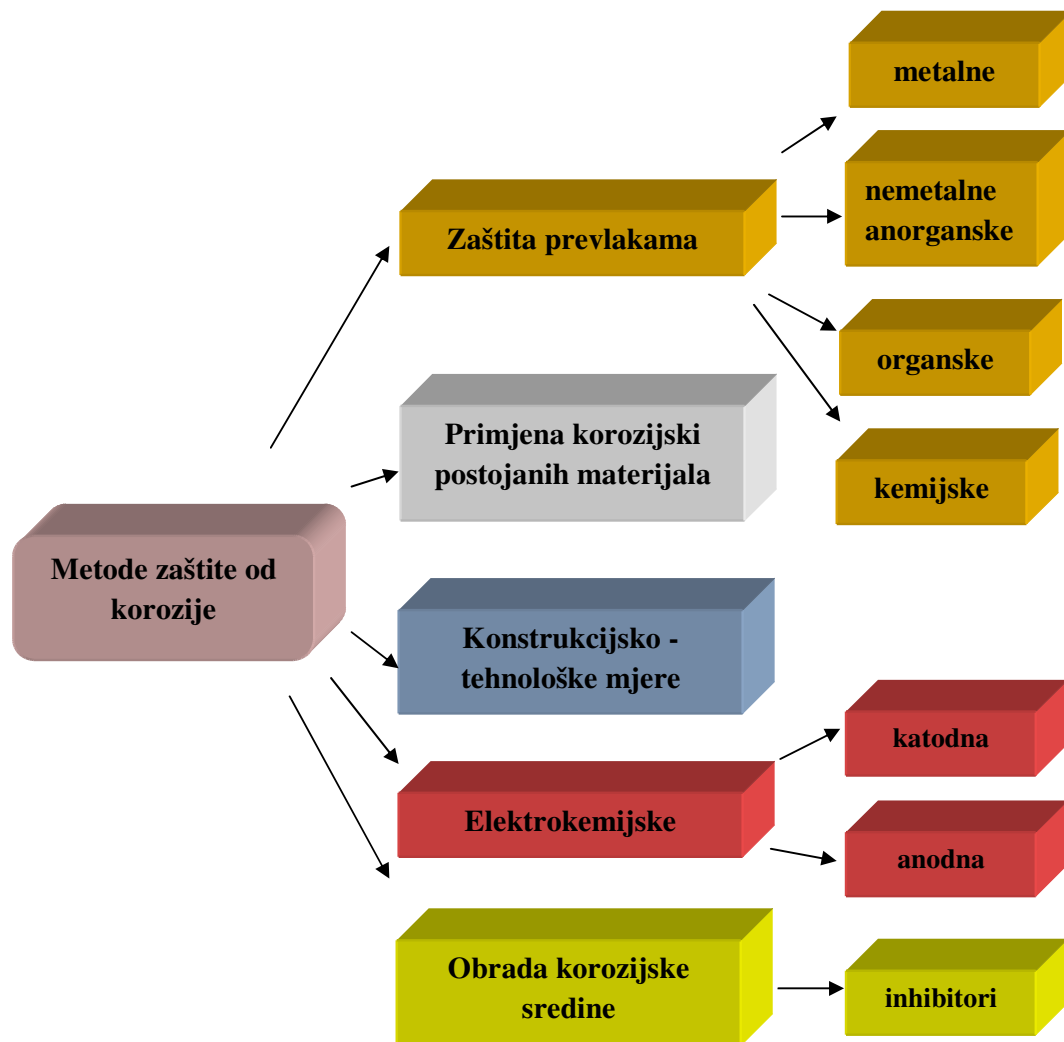 metalne
nemetalne
anorganske
Zaštita prevlakama
organske
Primjena korozijski
postojanih materijala
kemijske
Metode zaštite od
korozije
Konstrukcijsko -
tehnološke mjere
katodna
Elektrokemijske
anodna
Obrada korozijske
sredine
inhibitori